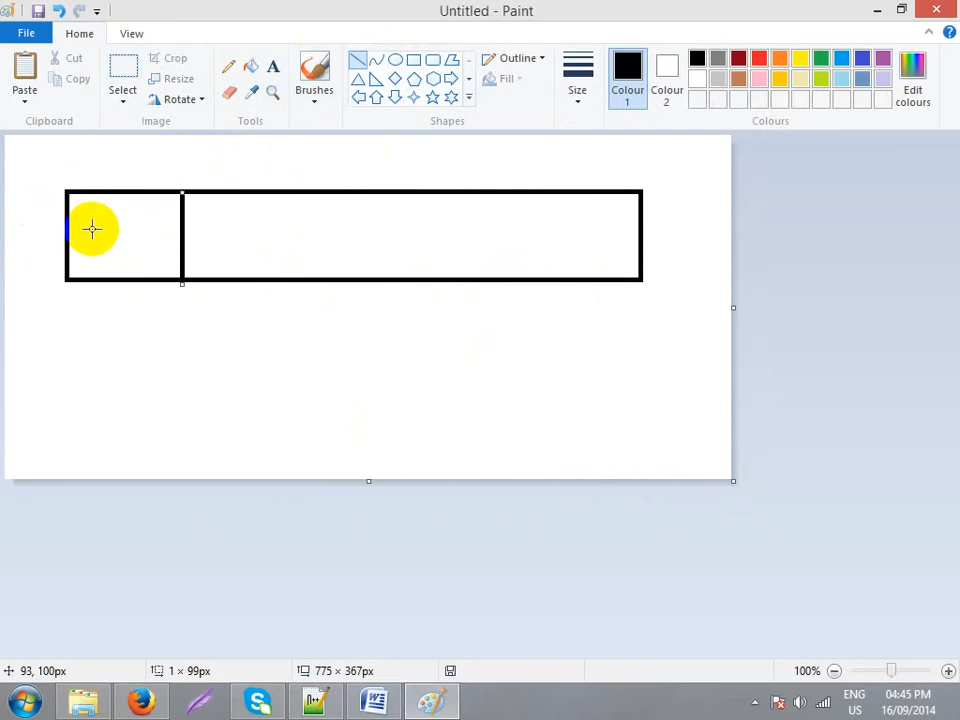 Untitled - Paint
File
Home
View
Paste
Cut
Copy
Clipboard
Select
Crop
Resize
Rotate
Image
A
Tools
Brushes
Outline
Fill
Shapes
Size
Colour 1
Colour 2
Edit colours
Colours
93, 100px
1 × 99px
775 × 367px
100%
ENG
US
04:45 PM
16/09/2014